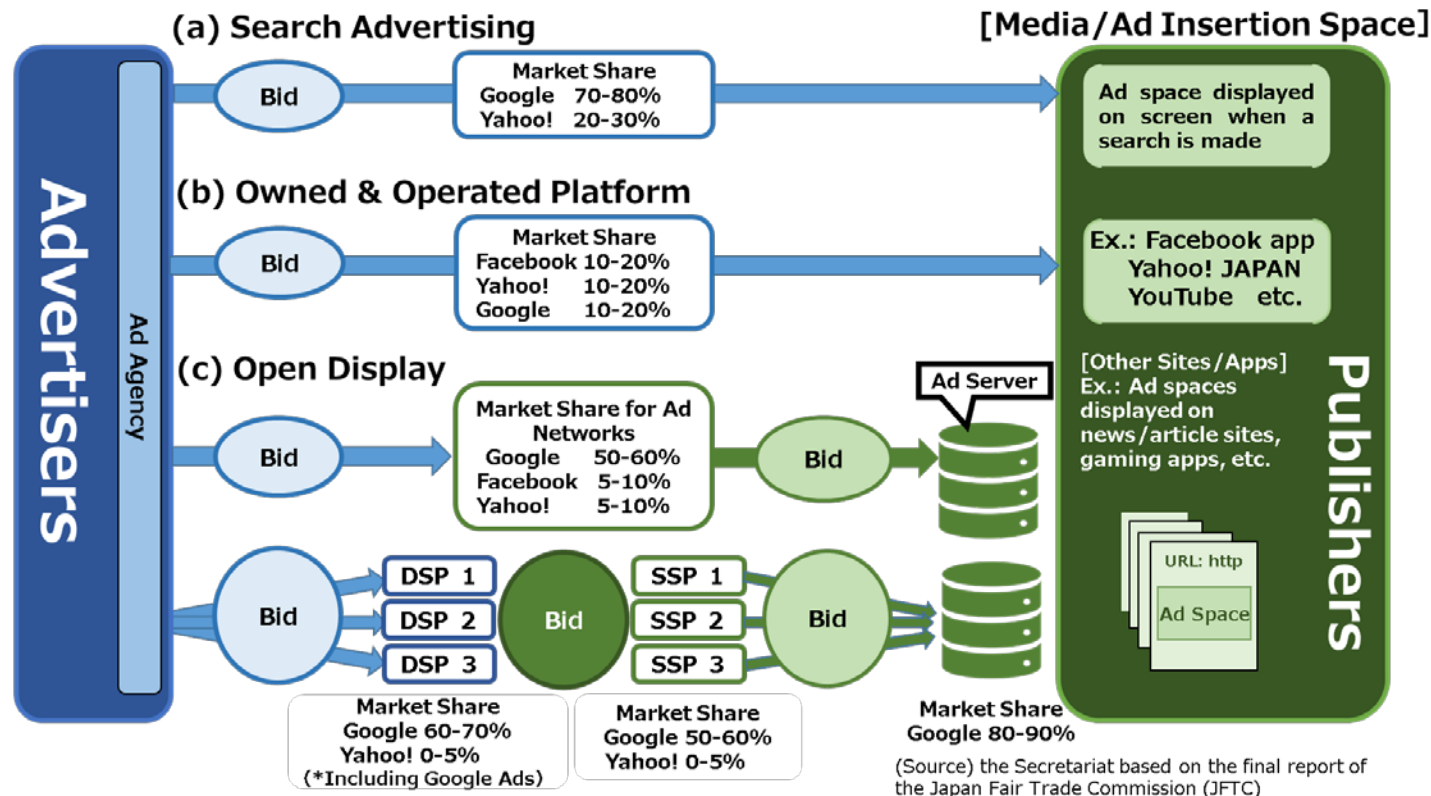 (a) Search Advertising
[Media/Ad Insertion Space]
Advertisers
Ad Agency
Bid
Market Share
Google 70-80%
Yahoo! 20-30%
Ad space displayed
on screen when a
search is made
(b) Owned & Operated Platform
Bid
Market Share
Facebook 10-20%
Yahoo! 10-20%
Google 10-20%
Ex.: Facebook app
Yahoo! JAPAN
YouTube etc.
(c) Open Display
Bid
Market Share for Ad
Networks
Google 50-60%
Facebook 5-10%
Yahoo! 5-10%
Bid
Ad Server
[Other Sites/Apps]
Ex.: Ad spaces
displayed on
news/article sites,
gaming apps, etc.
Publishers
URL: http
Ad Space
Bid
DSP 1
DSP 2
DSP 3
Bid
SSP 1
SSP 2
SSP 3
Bid
Market Share
Google 60-70%
Yahoo! 0-5%
(*Including Google Ads)
Market Share
Google 50-60%
Yahoo! 0-5%
Market Share
Google 80-90%
(Source) the Secretariat based on the final report of
the Japan Fair Trade Commission (JFTC)